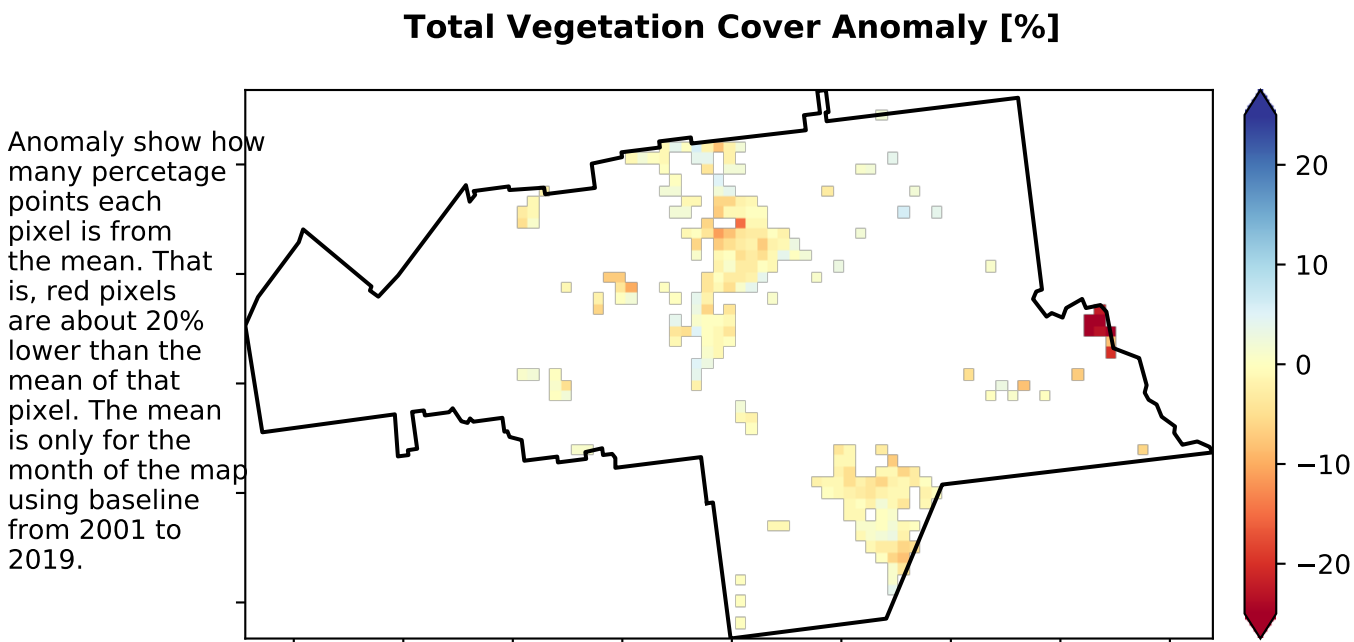 Total Vegetation Cover Anomaly [%]
Anomaly show how
many percetage
points each
pixel is from
the mean. That
is, red pixels
are about 20%
lower than the
mean of that
pixel. The mean
is only for the
month of the map
using baseline
from 2001 to
2019.
20
10
0
−10
−20